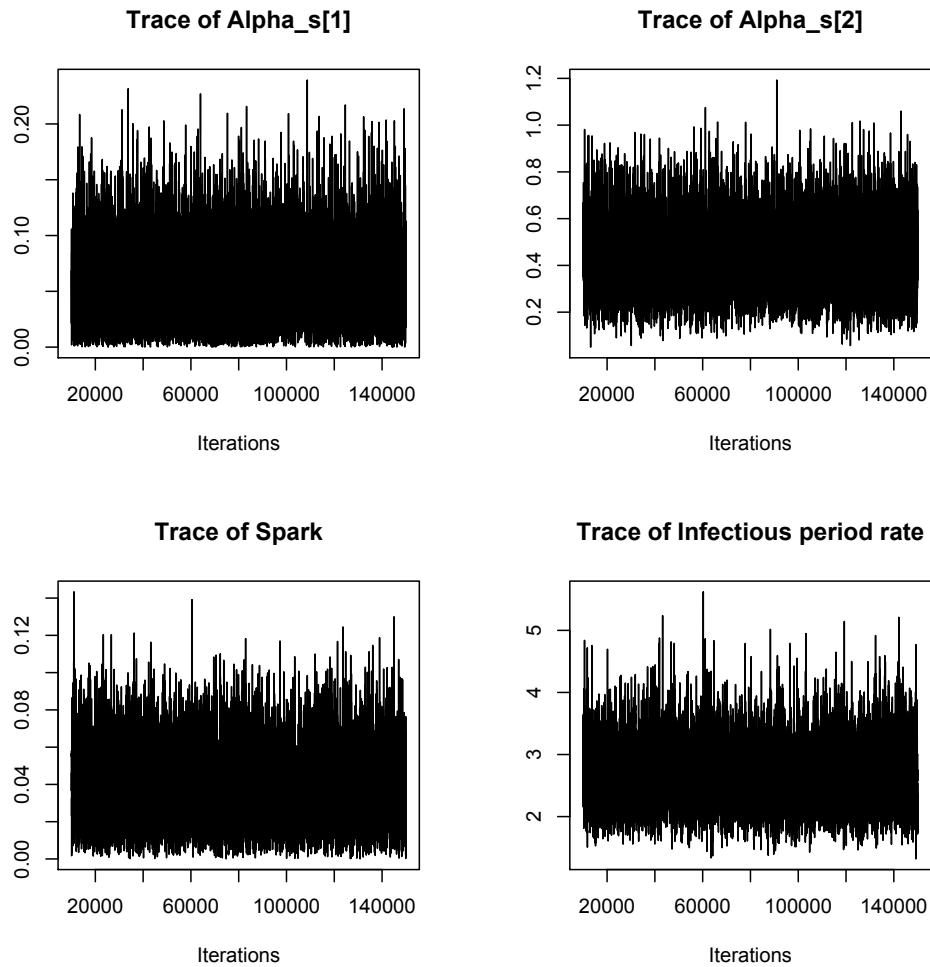 Trace of Alpha_s[1]
0.20
0.10
0.00
20000 60000 100000 140000
Iterations
Trace of Alpha_s[2]
1.2
1.0
0.8
0.6
0.4
0.2
20000 60000 100000 140000
Iterations
Trace of Spark
0.12
0.08
0.04
0.00
20000 60000 100000 140000
Iterations
Trace of Infectious period rate
5
4
3
2
20000 60000 100000 140000
Iterations